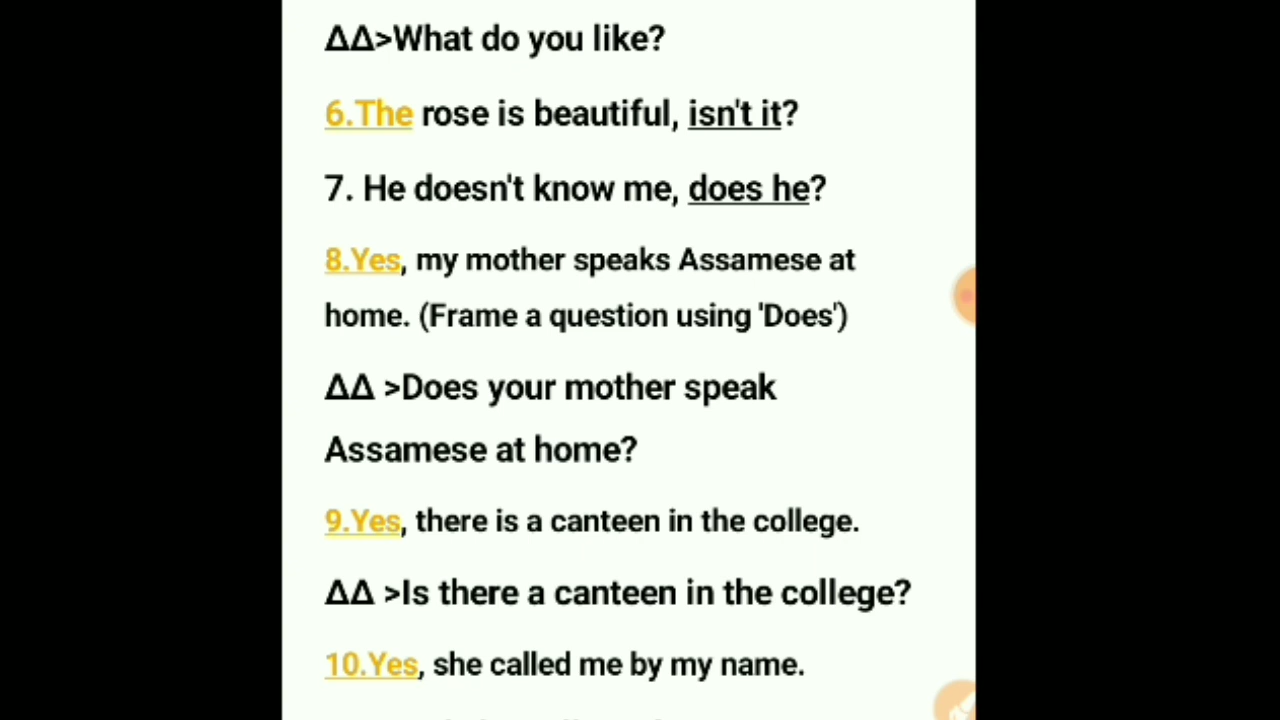 ∆∆>What do you like?
6.The rose is beautiful, isn't it?
7. He doesn't know me, does he?
8.Yes, my mother speaks Assamese at
home. (Frame a question using 'Does')
∆∆ >Does your mother speak
Assamese at home?
9.Yes, there is a canteen in the college.
∆∆ >Is there a canteen in the college?
10.Yes, she called me by my name.